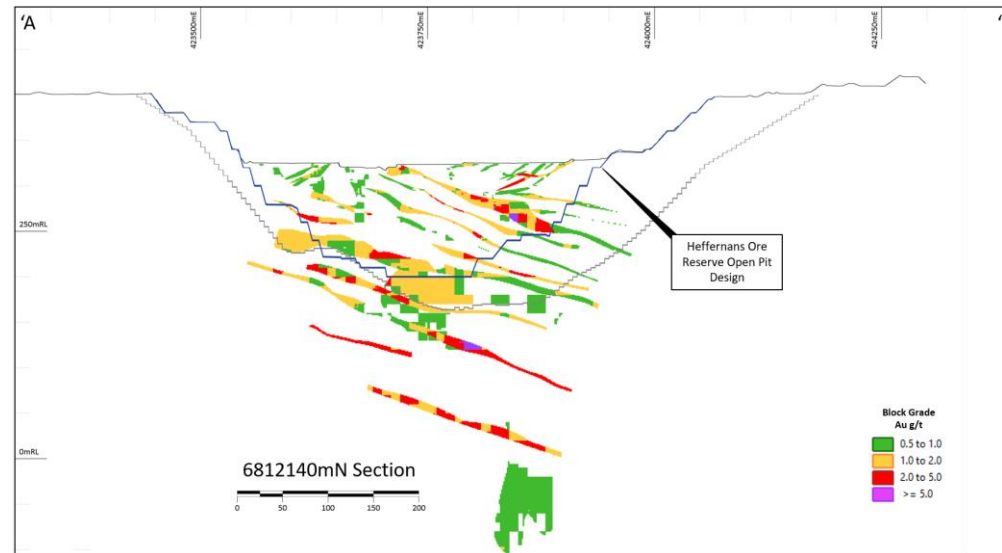 ‘A
423500mE
423750mE
424000mE
424250mE
‘
250mRL
Heffernans Ore
Reserve Open Pit
Design
0mRL
6812140mN Section
0 50 100 150 200
Block Grade
Au g/t
0.5 to 1.0
1.0 to 2.0
2.0 to 5.0
>= 5.0